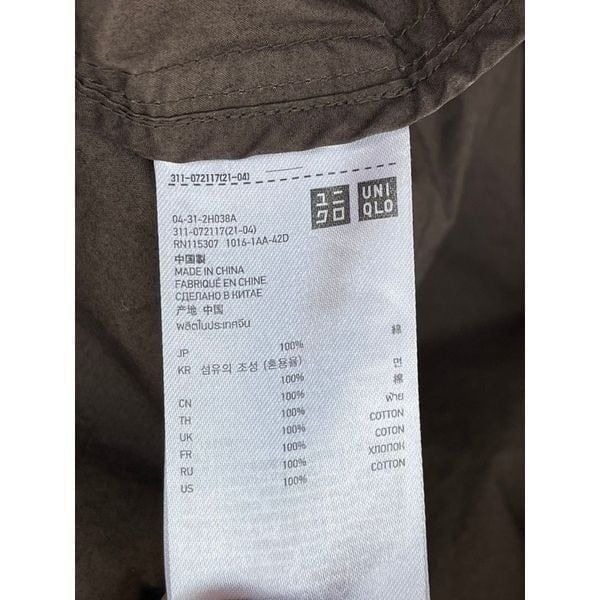 311-072117(21-04)
ユニ
クロ
UNI
QLO
04-31-2H038A
311-072117(21-04)
RN115307 1016-1AA-42D
中国製
MADE IN CHINA
FABRIQUÉ EN CHINE
СДЕЛАНО В КИТАЕ
产地 中国
ผลิตในประเทศจีน
JP 100% 綿
KR 섬유의 조성 (혼용율)
100% 면
CN 100% 棉
TH 100% ฝ้าย
UK 100% COTTON
FR 100% COTON
RU 100% ХЛОПОК
US 100% COTTON